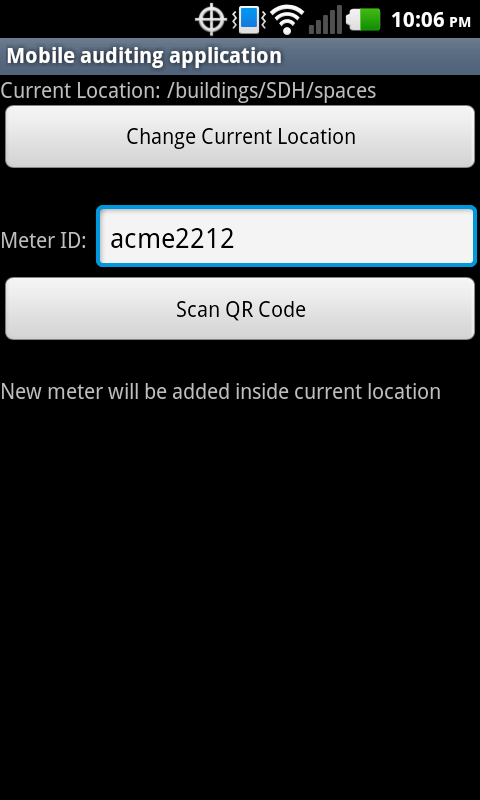 10:06 PM
Mobile auditing application
Current Location: /buildings/SDH/spaces
Change Current Location
Meter ID: acme2212
Scan QR Code
New meter will be added inside current location